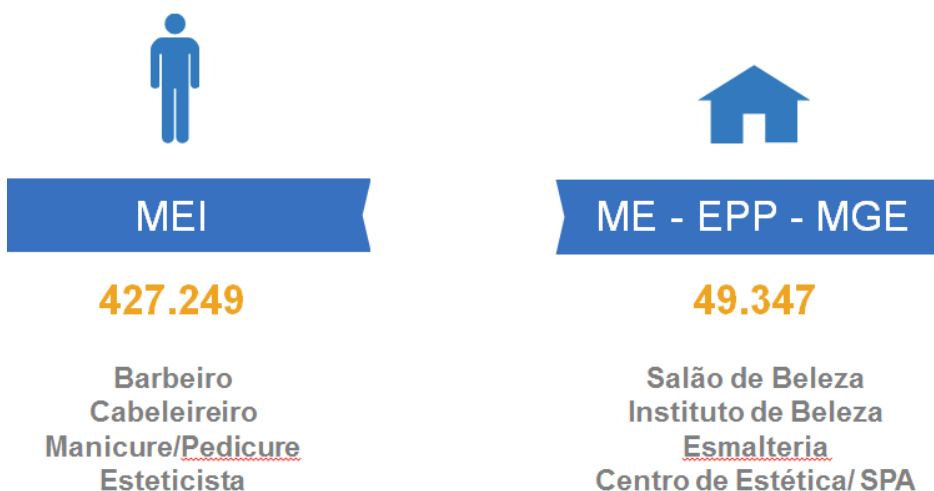 MEI
427.249
Barbeiro
Cabeleireiro
Manicure/Pedicure
Esteticista
ME - EPP - MGE
49.347
Salão de Beleza
Instituto de Beleza
Esmalteria
Centro de Estética/ SPA